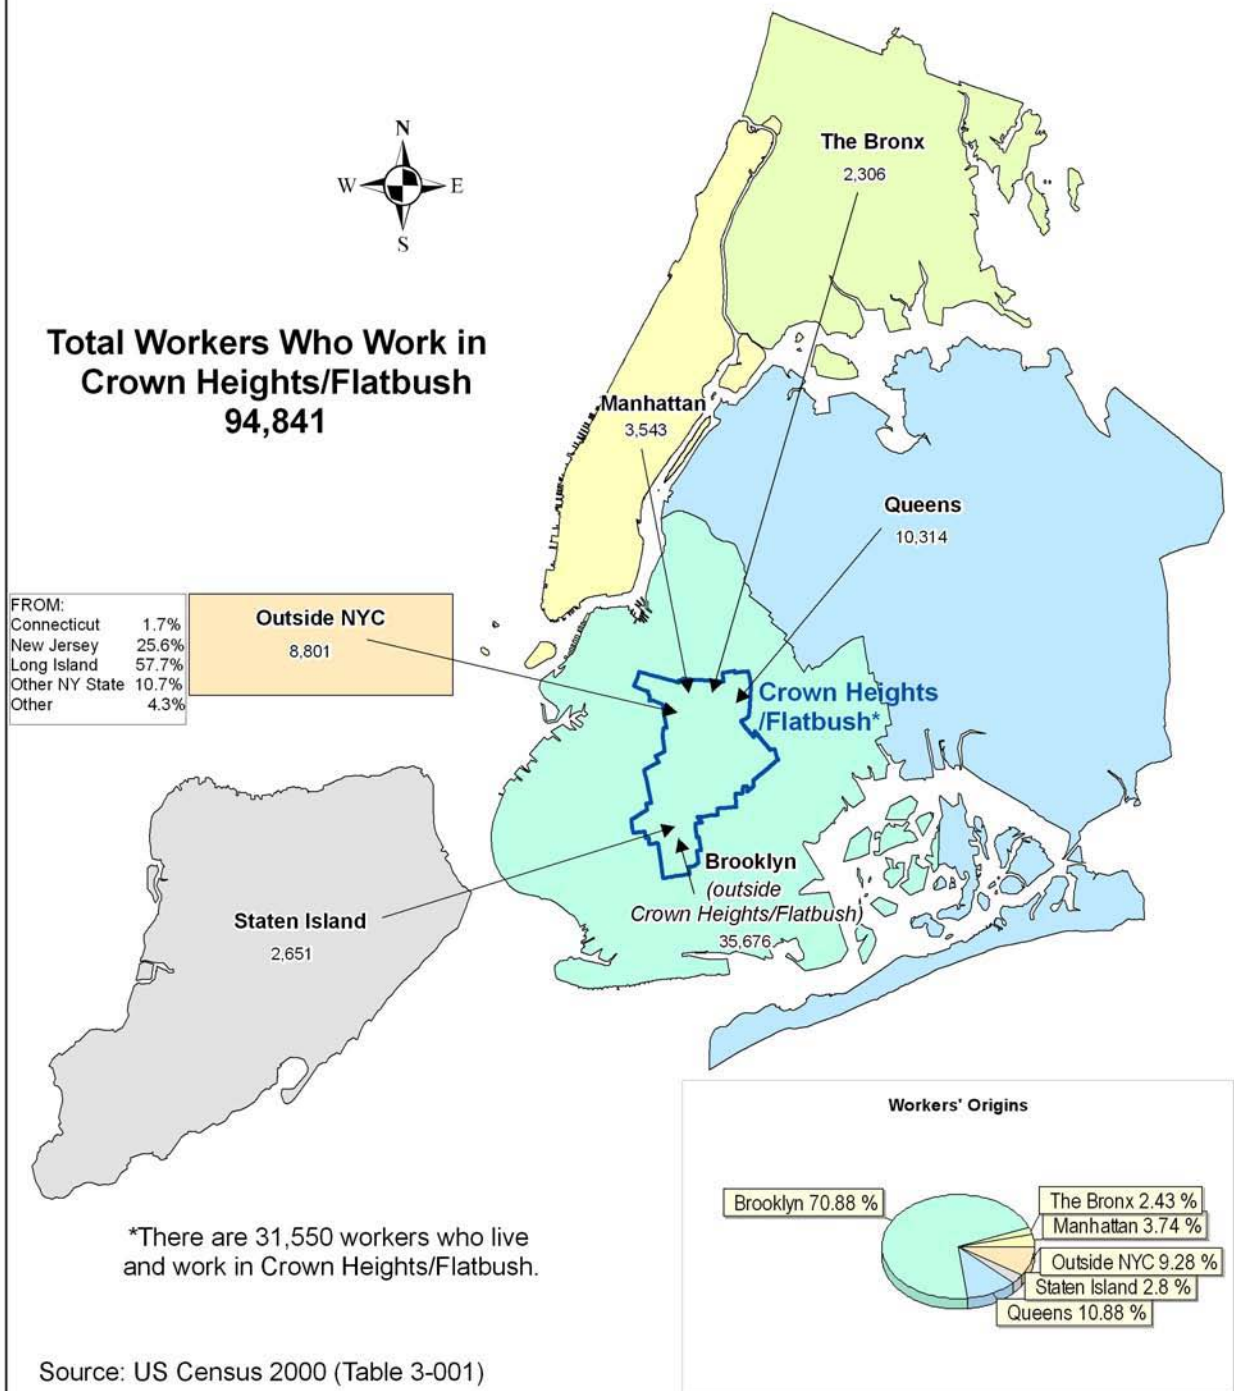 N
W E
S
The Bronx
2,306
Total Workers Who Work in
Crown Heights/Flatbush
94,841
Manhattan
3,543
Queens
10,314
FROM:
Connecticut 1.7%
New Jersey 25.6%
Long Island 57.7%
Other NY State 10.7%
Other 4.3%
Outside NYC
8,801
Crown Heights
/Flatbush*
Brooklyn
(outside
Crown Heights/Flatbush)
35,676
Staten Island
2,651
*There are 31,550 workers who live
and work in Crown Heights/Flatbush.
Workers' Origins
Brooklyn 70.88 %
The Bronx 2.43 %
Manhattan 3.74 %
Outside NYC 9.28 %
Staten Island 2.8 %
Queens 10.88 %
Source: US Census 2000 (Table 3-001)